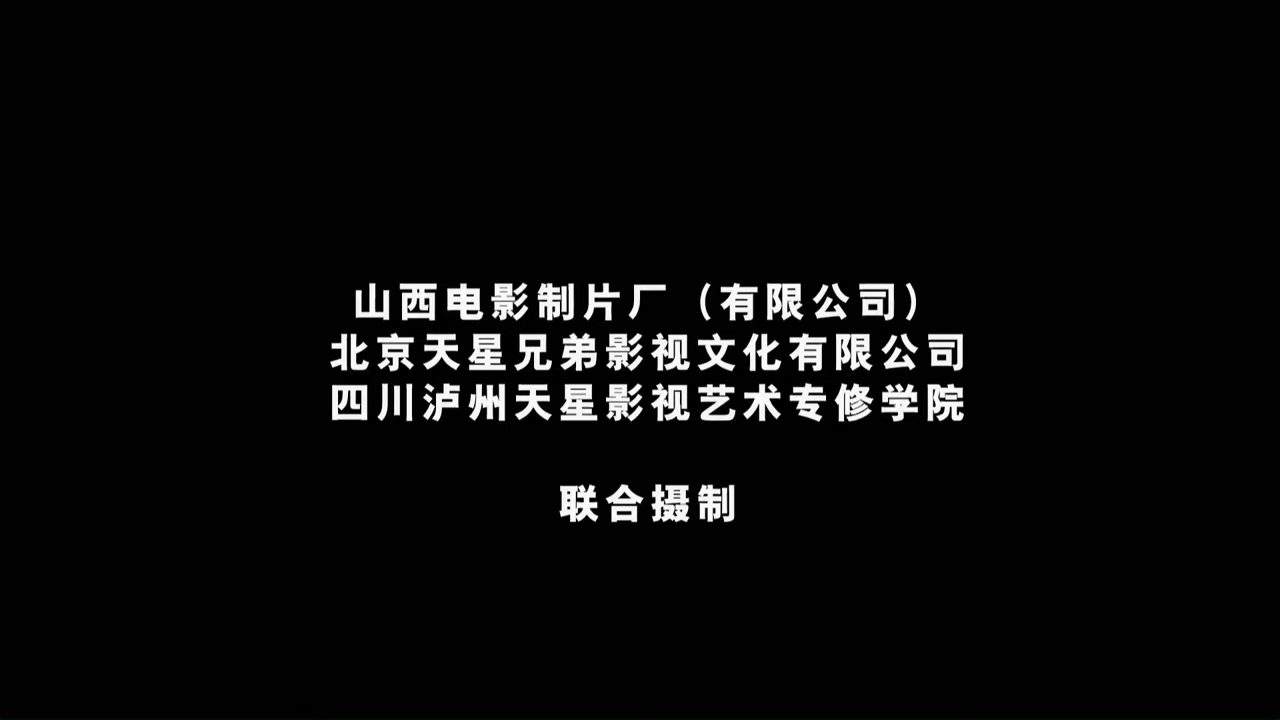 山西电影制片厂（有限公司）
北京天星兄弟影视文化有限公司
四川泸州天星影视艺术专修学院
联合摄制